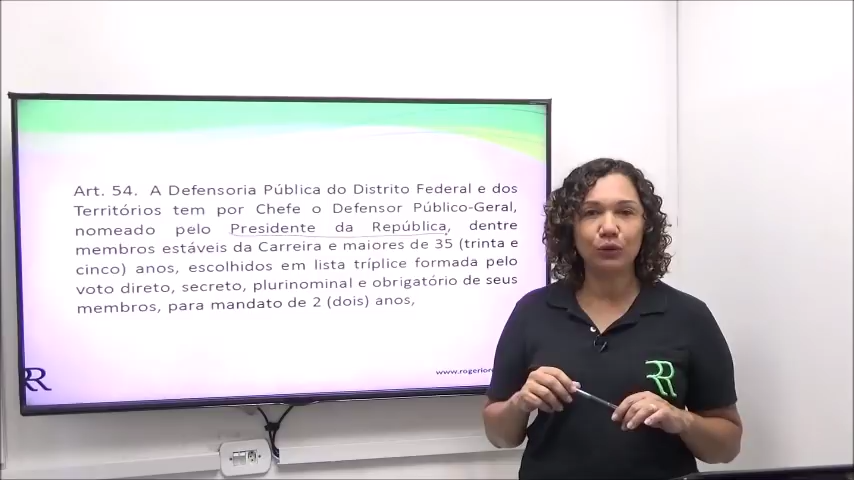 Art. 54. A Defensoria Pública do Distrito Federal e dos
Territórios tem por Chefe o Defensor Público-Geral,
nomeado pelo Presidente da República, dentre
membros estáveis da Carreira e maiores de 35 (trinta e
cinco) anos, escolhidos em lista tríplice formada pelo
voto direto, secreto, plurinominal e obrigatório de seus
membros, para mandato de 2 (dois) anos,
www.rogerior
R
R